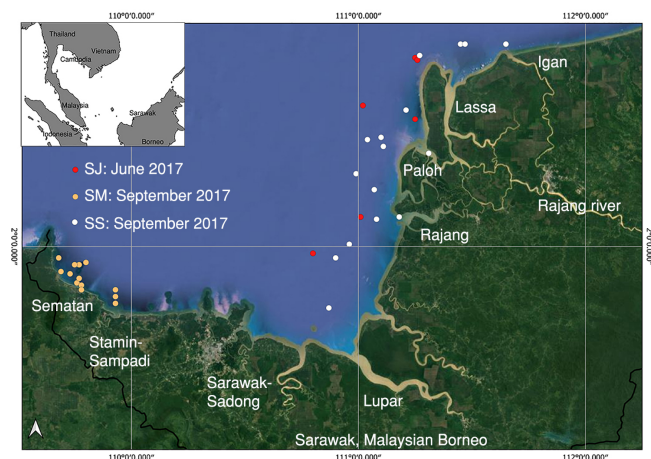 110°0'0.000" 111°0'0.000" 112°0'0.000"
Thailand
Vietnam
Cambodia
Malaysia
Sarawak
Indonesia
Borneo
Igan
Lassa
SJ: June 2017
SM: September 2017
SS: September 2017
Paloh
Rajang river
Rajang
2°0'0.000" 2°0'0.000"
Sematan
Stamin-
Sampadi
Sarawak-
Sadong
Lupar
Sarawak, Malaysian Borneo
110°0'0.000" 111°0'0.000" 112°0'0.000"